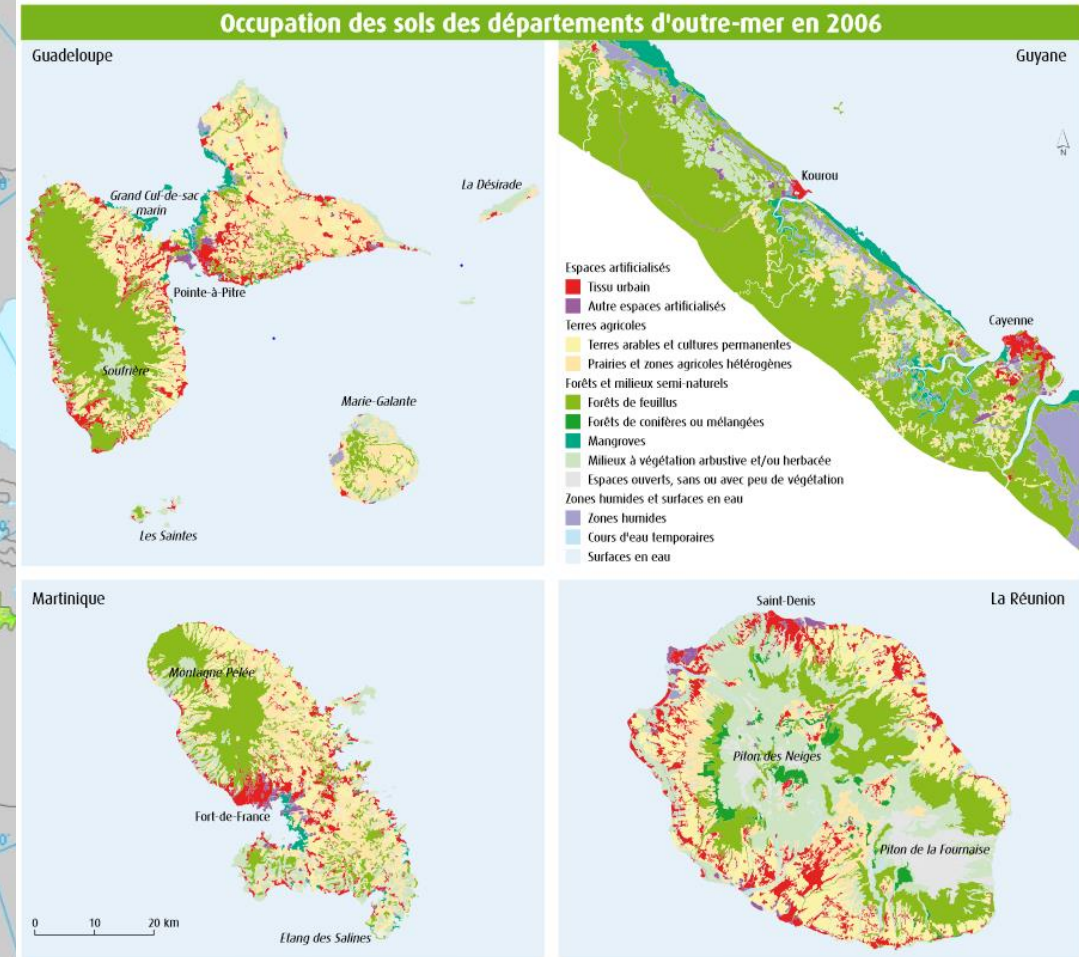 Occupation des sols des départements d'outre-mer en 2006
Guadeloupe
Grand Cul-de-sac
marin
La Désirade
Pointe-à-Pitre
Soufrière
Marie-Galante
Les Saintes
Guyane
N
Kourou
Cayenne
Espaces artificialisés
Tissu urbain
Autre espaces artificialisés
Terres agricoles
Terres arables et cultures permanentes
Prairies et zones agricoles hétérogènes
Forêts et milieux semi-naturels
Forêts de feuillus
Forêts de conifères ou mélangées
Mangroves
Milieux à végétation arbustive et/ou herbacée
Espaces ouverts, sans ou avec peu de végétation
Zones humides et surfaces en eau
Zones humides
Cours d'eau temporaires
Surfaces en eau
Martinique
Montagne Pelée
Fort-de-France
0 10 20 km
Etang des Salines
La Réunion
Saint-Denis
Piton des Neiges
Piton de la Fournaise